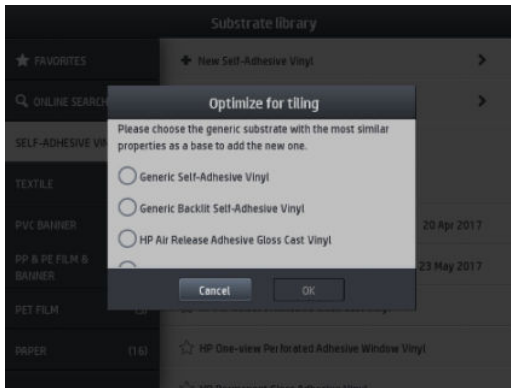 Substrate library
FAVORITES
New Self-Adhesive Vinyl
ONLINE SEARCH
Optimize for tiling
Please choose the generic substrate with the most similar
properties as a base to add the new one.
SELF-ADHESIVE
Generic Self-Adhesive Vinyl
TEXTILE
Generic Backlit Self-Adhesive Vinyl
PVC BANNER
20 Apr 2017
HP Air Release Adhesive Gloss Cast Vinyl
PP & PE FILM &
BANNER
23 May 2017
Cancel
OK
PET FILM
PAPER
(16)
HP One-view Perforated Adhesive Window Vinyl